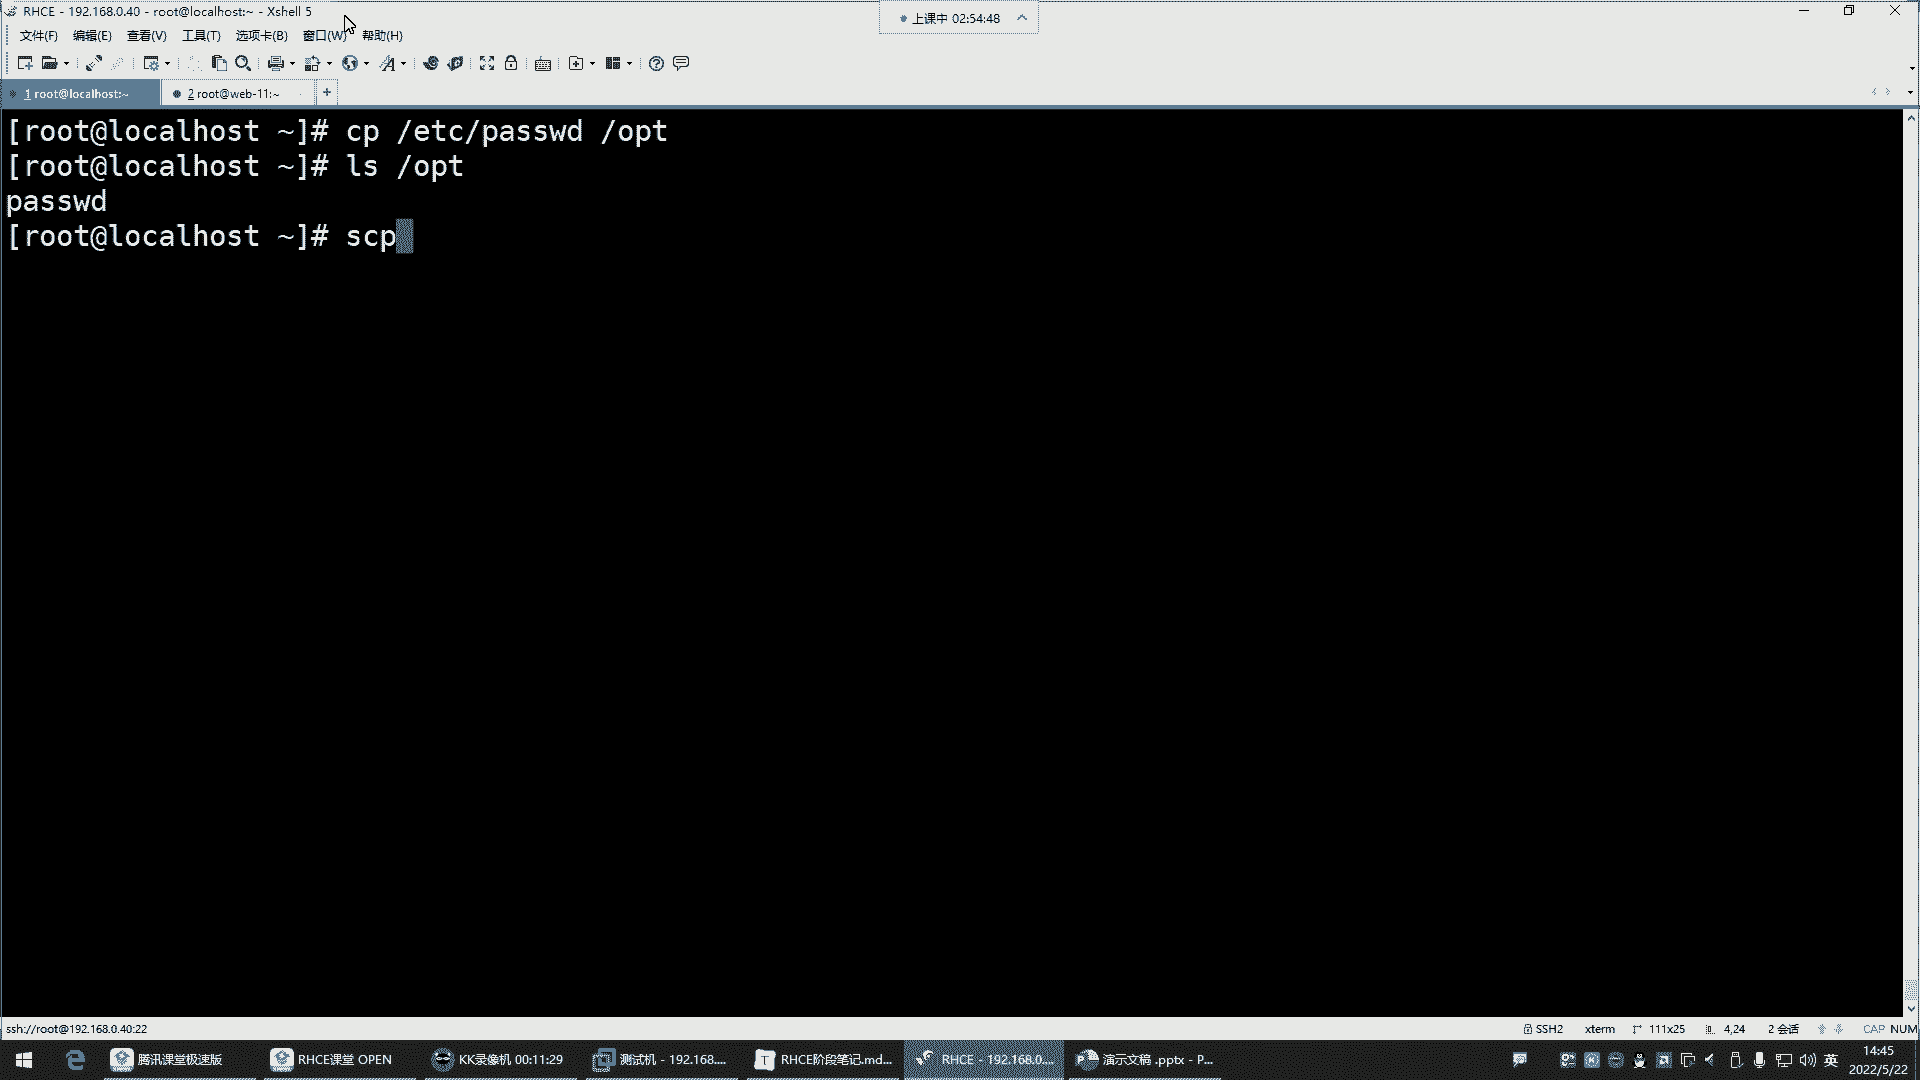 RHCE - 192.168.0.40 - root@localhost:~ - Xshell 5
上课中 02:54:48
文件(F) 编辑(E) 查看(V) 工具(T) 选项卡(B) 窗口(W) 帮助(H)
1 root@localhost:~
2 root@web-11:~
[root@localhost ~]# cp /etc/passwd /opt
[root@localhost ~]# ls /opt
passwd
[root@localhost ~]# scp
ssh://root@192.168.0.40:22
SSH2 xterm 111x25 4,24 2 会话 CAP NUM
腾讯课堂极速版
RHCE课堂 OPEN
KK录像机 00:11:29
测试机 - 192.168....
RHCE阶段笔记.md...
RHCE - 192.168.0....
演示文稿 .pptx - P...
英
14:45
2022/5/22